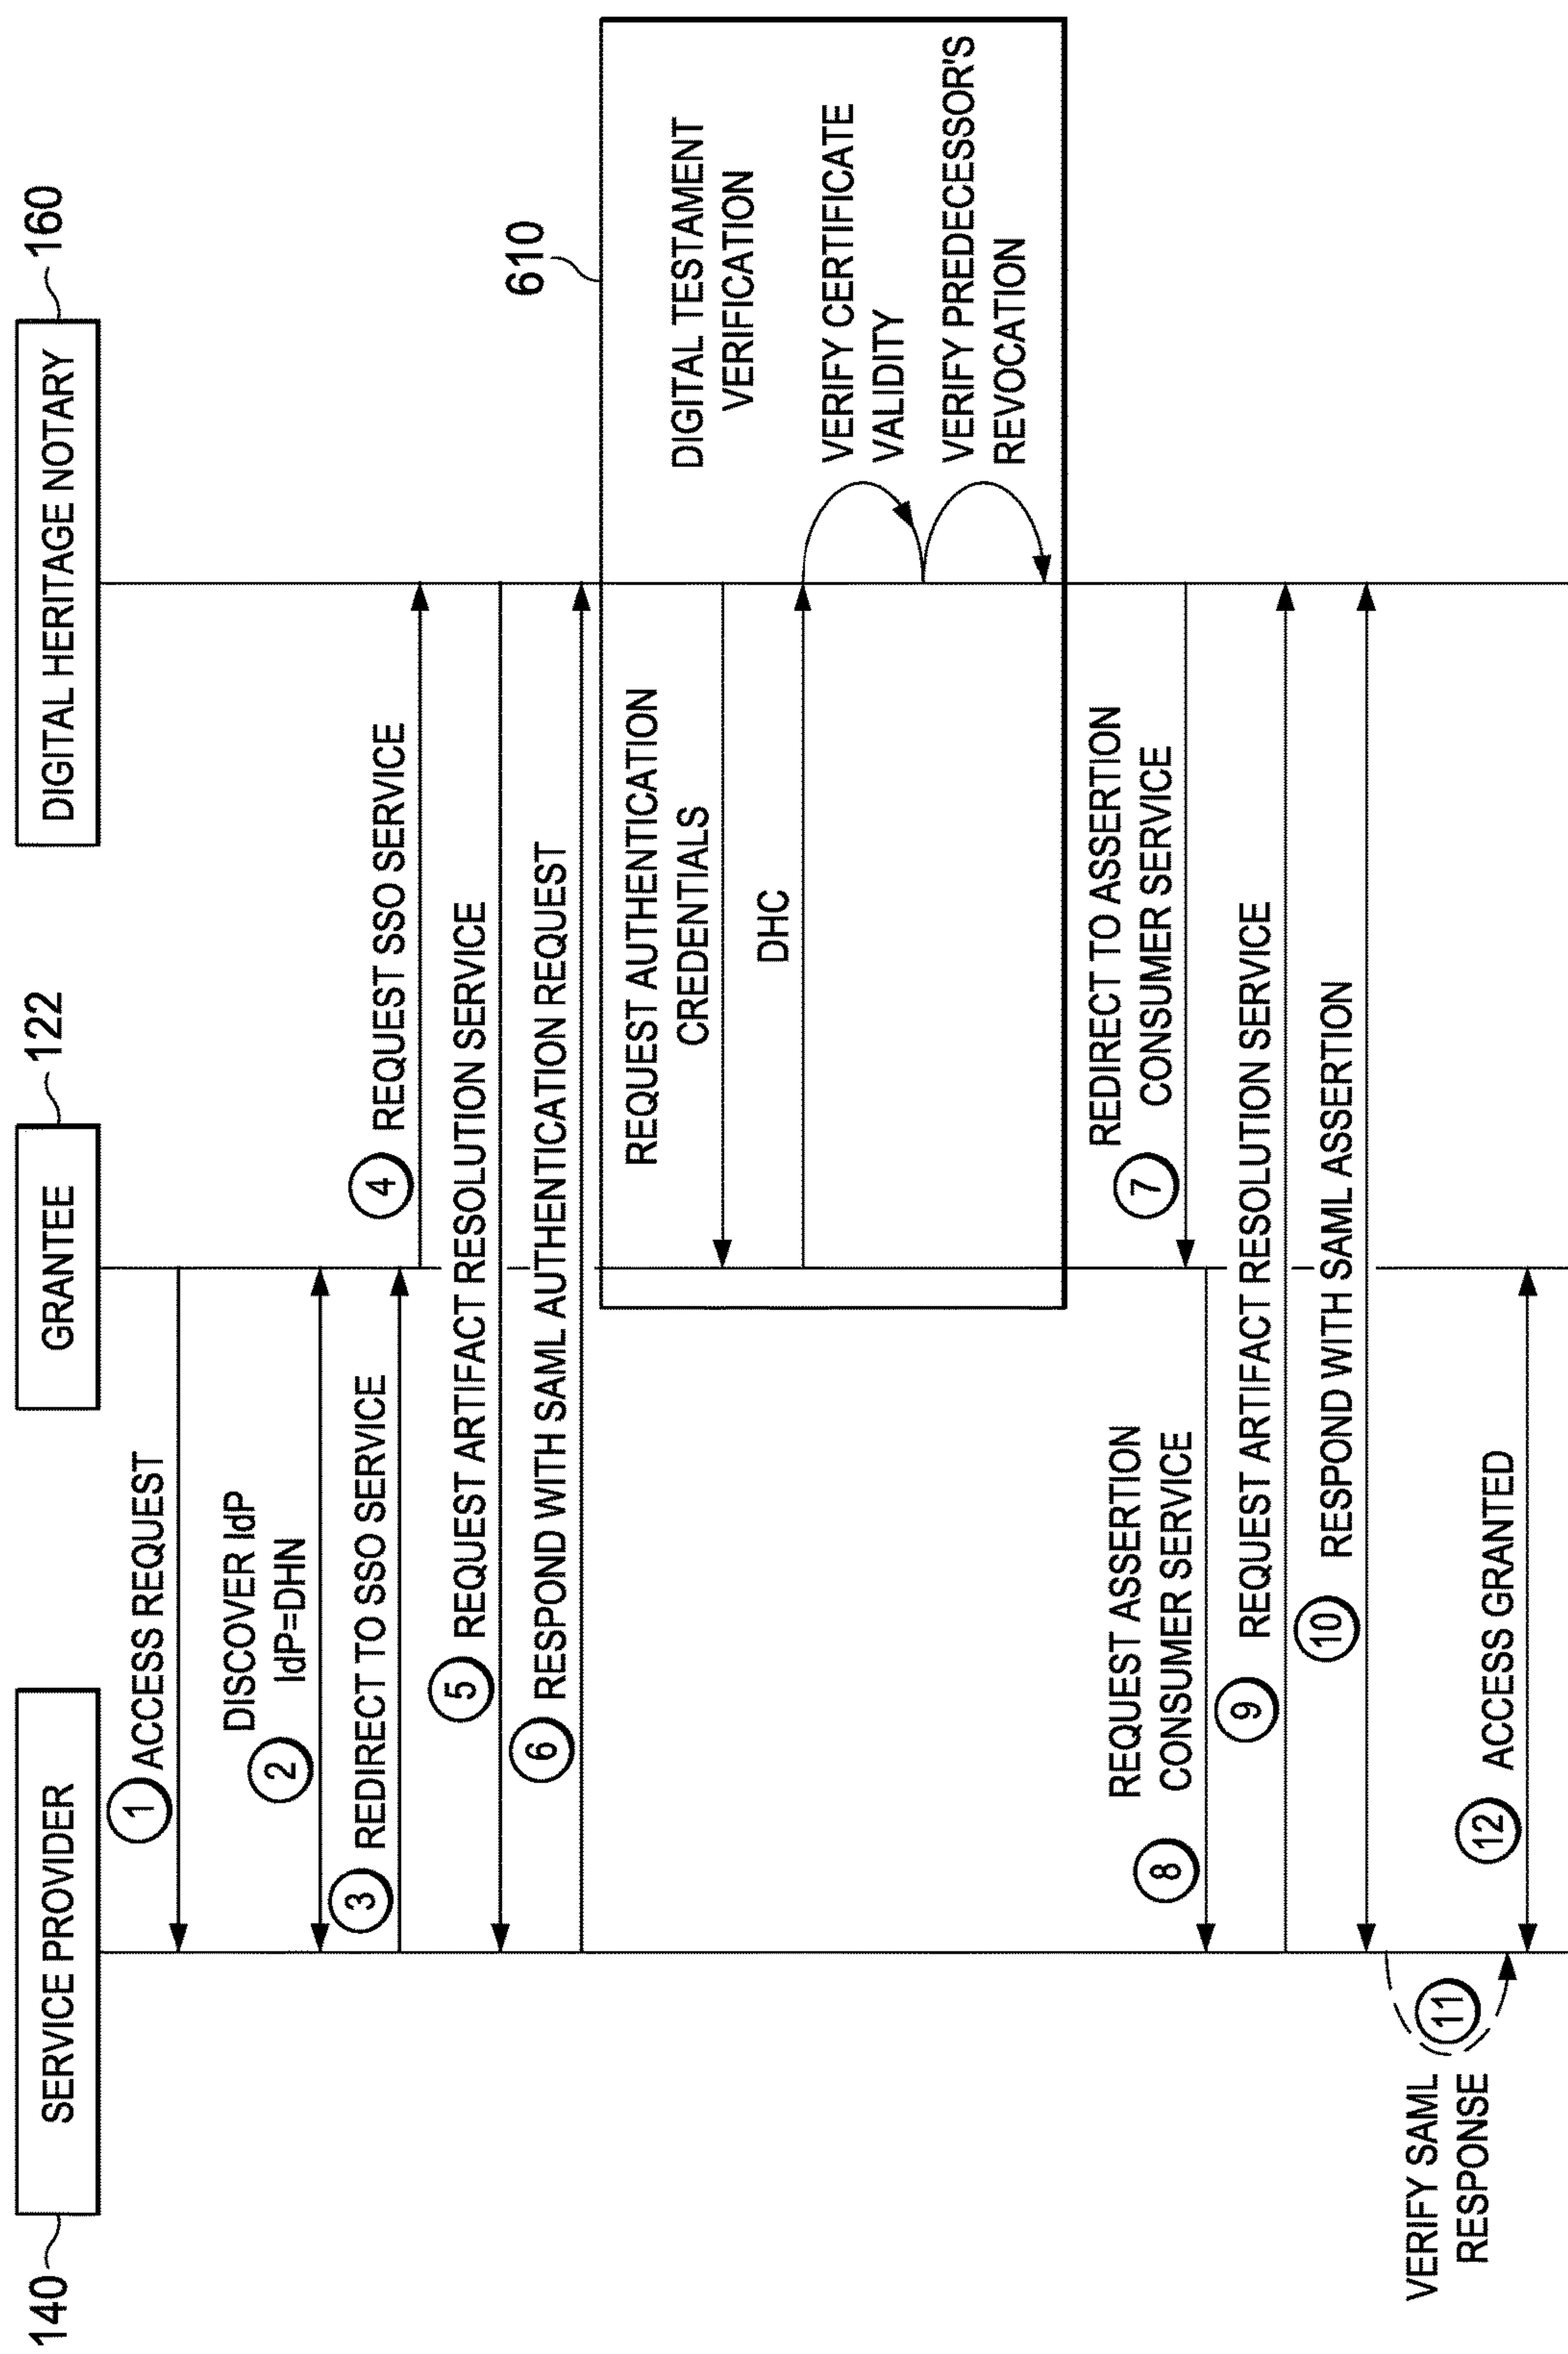 140
SERVICE PROVIDER
GRANTEE
122
DIGITAL HERITAGE NOTARY
160
1 ACCESS REQUEST
DISCOVER IdP
IdP=DHN
2
3 REDIRECT TO SSO SERVICE
4 REQUEST SSO SERVICE
5 REQUEST ARTIFACT RESOLUTION SERVICE
6 RESPOND WITH SAML AUTHENTICATION REQUEST
610
REQUEST AUTHENTICATION
CREDENTIALS
DIGITAL TESTAMENT
VERIFICATION
DHC
VERIFY CERTIFICATE
VALIDITY
VERIFY PREDECESSOR'S
REVOCATION
REDIRECT TO ASSERTION
CONSUMER SERVICE
7
REQUEST ASSERTION
CONSUMER SERVICE
8
9 REQUEST ARTIFACT RESOLUTION SERVICE
10 RESPOND WITH SAML ASSERTION
VERIFY SAML
RESPONSE
11
12 ACCESS GRANTED